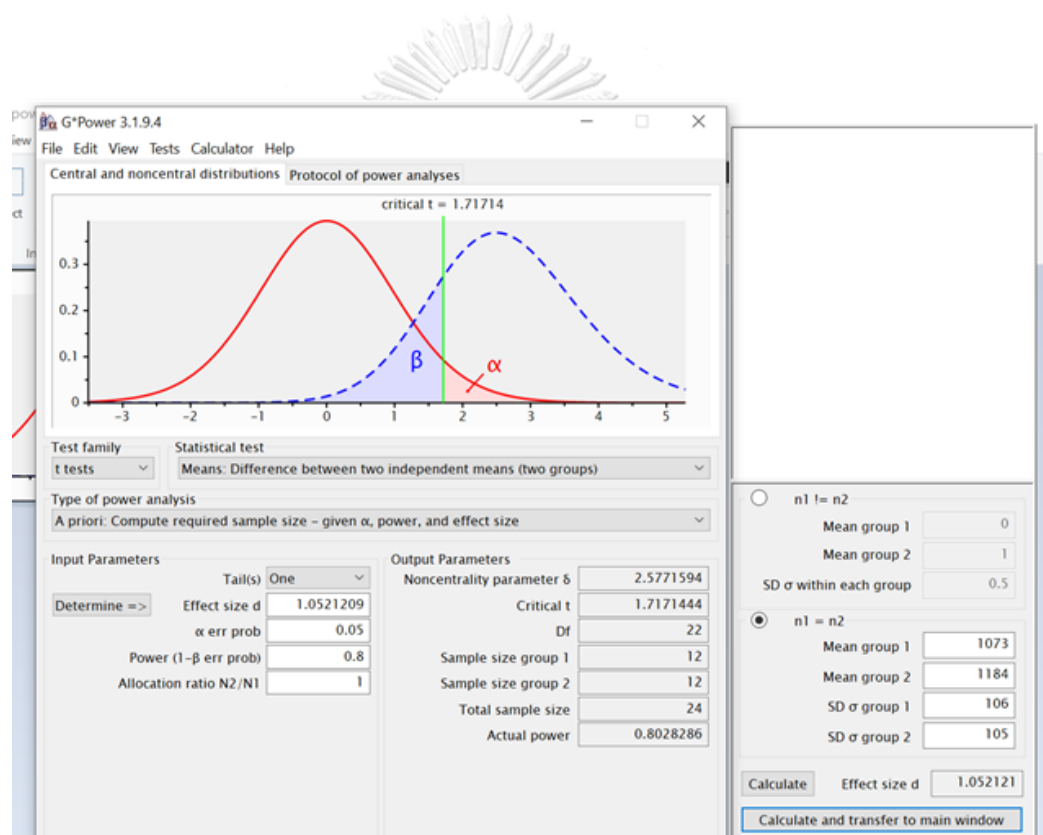 G*Power 3.1.9.4
File Edit View Tests Calculator Help
Central and noncentral distributions Protocol of power analyses
critical t = 1.71714
0.3
0.2
0.1
0
β
α
-3 -2 -1 0 1 2 3 4 5
Test family Statistical test
t tests Means: Difference between two independent means (two groups)
Type of power analysis
A priori: Compute required sample size – given α, power, and effect size
Input Parameters
Tail(s) One
Determine => Effect size d 1.0521209
α err prob 0.05
Power (1-β err prob) 0.8
Allocation ratio N2/N1 1
Output Parameters
Noncentrality parameter δ 2.5771594
Critical t 1.7171444
Df 22
Sample size group 1 12
Sample size group 2 12
Total sample size 24
Actual power 0.8028286
n1 != n2
Mean group 1 0
Mean group 2 1
SD σ within each group 0.5
n1 = n2
Mean group 1 1073
Mean group 2 1184
SD σ group 1 106
SD σ group 2 105
Calculate Effect size d 1.052121
Calculate and transfer to main window